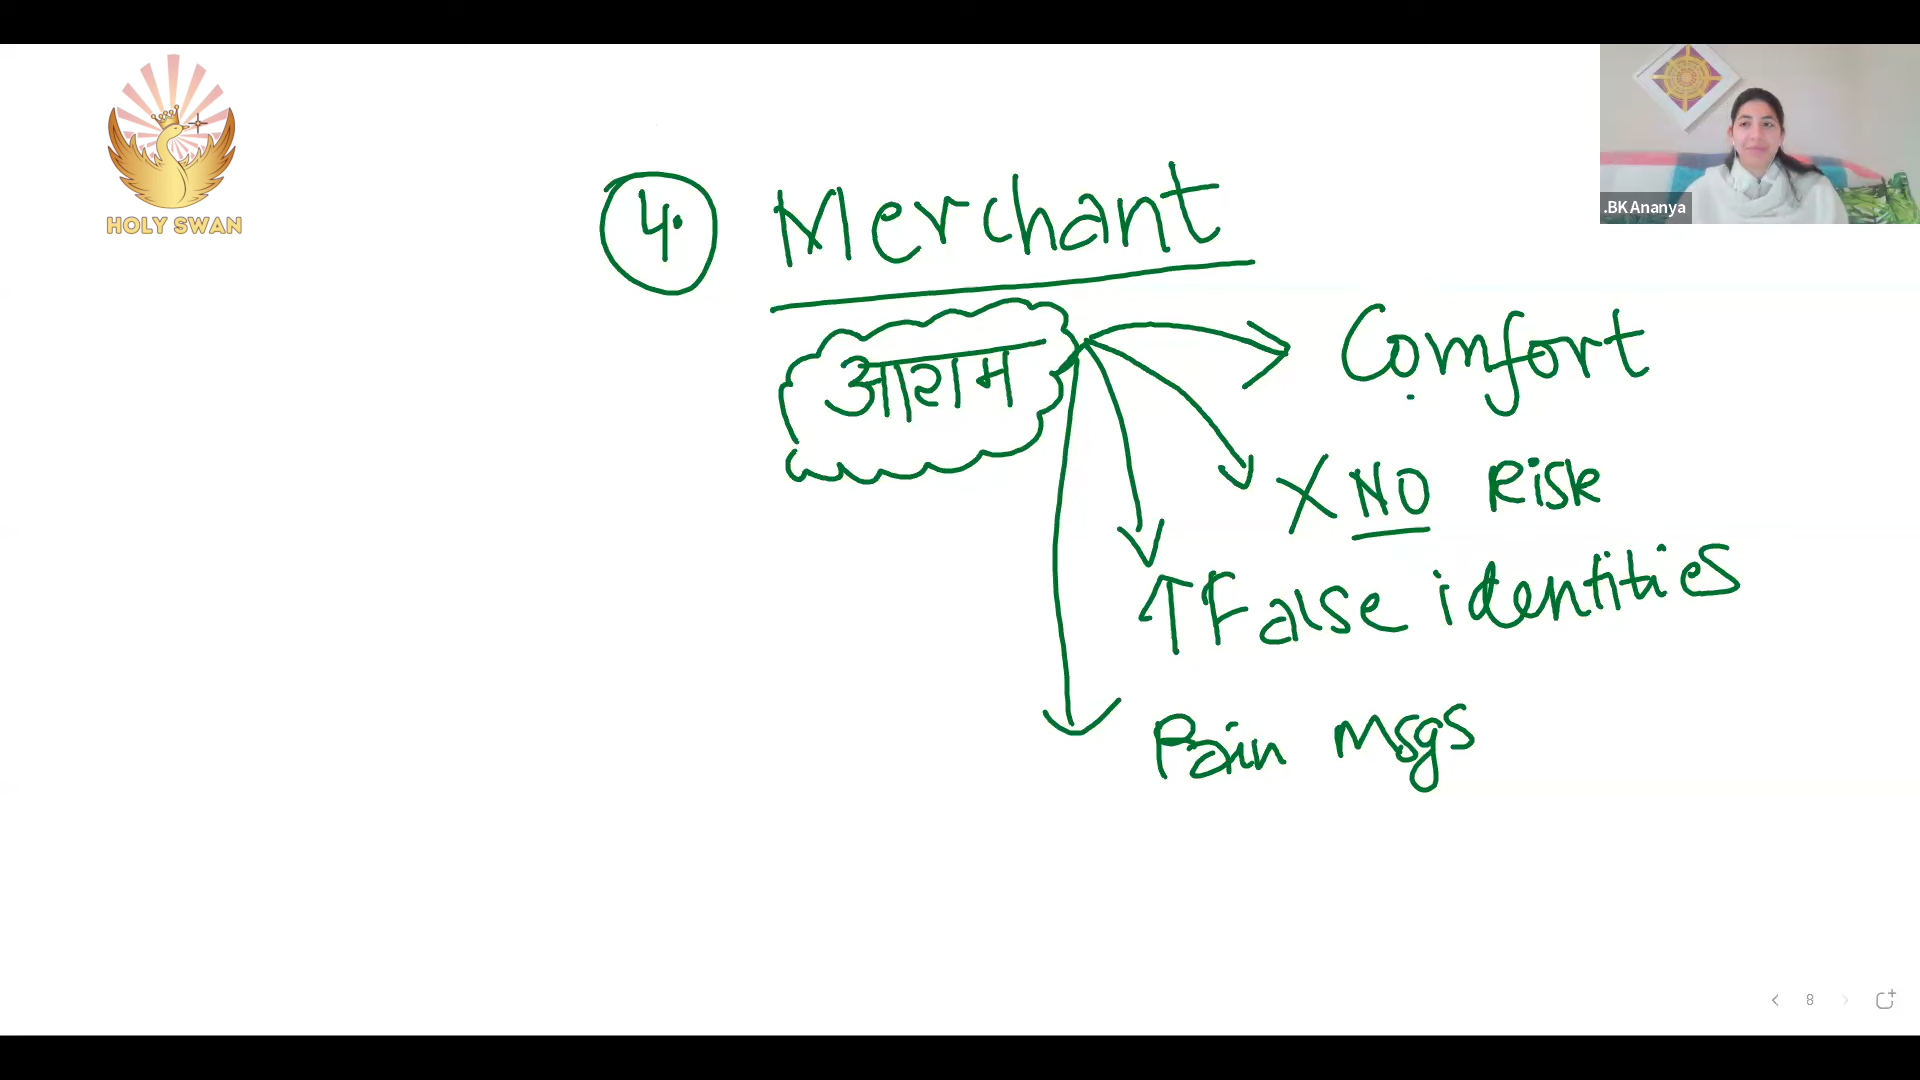 HOLY SWAN
.BK Ananya
4. Merchant
आराम
Comfort
X NO Risk
↑ False identities
Pain msgs
8